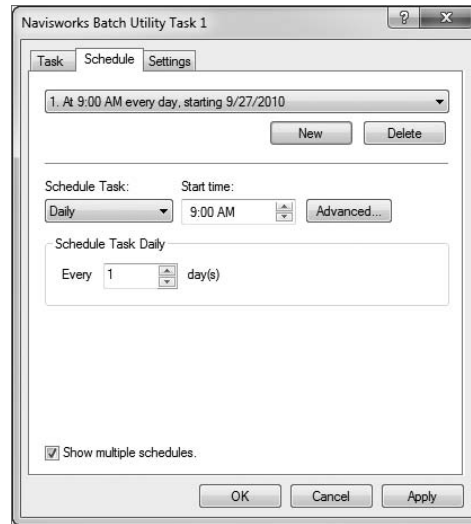 Navisworks Batch Utility Task 1
? X
Task Schedule Settings
1. At 9:00 AM every day, starting 9/27/2010
New Delete
Schedule Task: Start time:
Daily 9:00 AM Advanced...
Schedule Task Daily
Every 1 day(s)
Show multiple schedules.
OK Cancel Apply